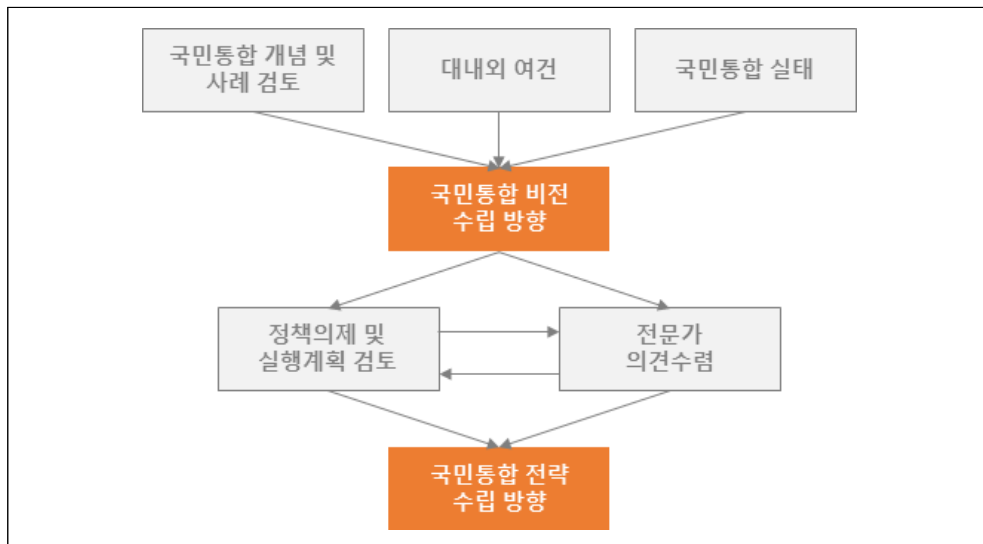 국민통합 개념 및
사례 검토
대내외 여건
국민통합 실태
국민통합 비전
수립 방향
정책의제 및
실행계획 검토
전문가
의견수렴
국민통합 전략
수립 방향